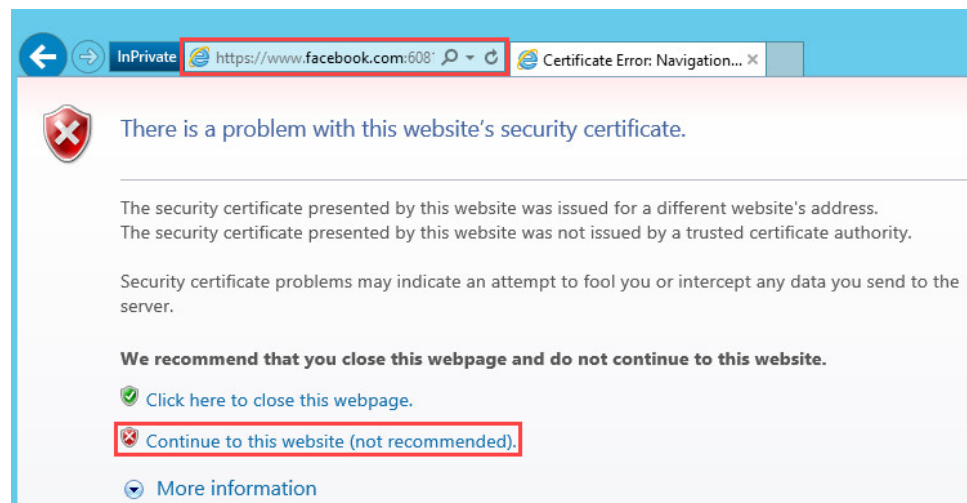 InPrivate https://www.facebook.com:608 Certificate Error: Navigation...
There is a problem with this website's security certificate.
The security certificate presented by this website was issued for a different website's address.
The security certificate presented by this website was not issued by a trusted certificate authority.
Security certificate problems may indicate an attempt to fool you or intercept any data you send to the
server.
We recommend that you close this webpage and do not continue to this website.
Click here to close this webpage.
Continue to this website (not recommended).
More information